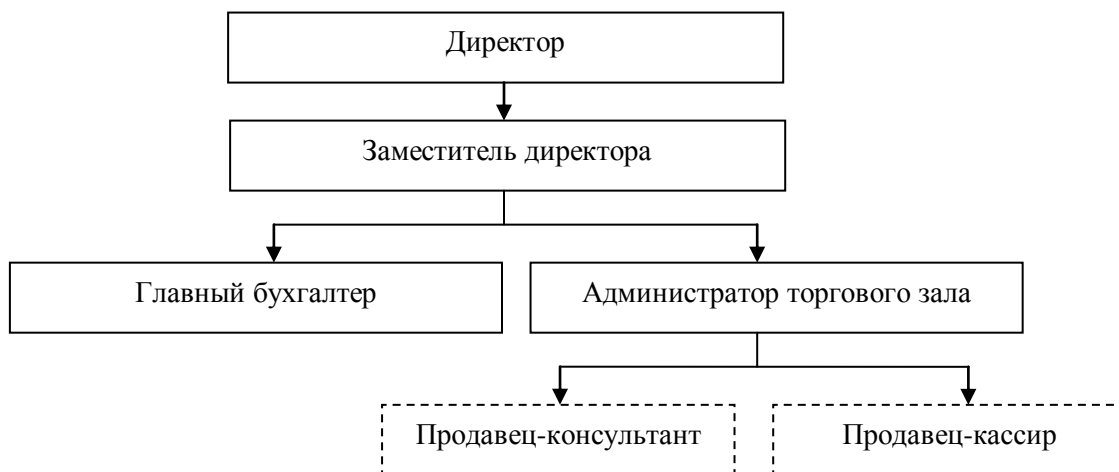 Директор
Заместитель директора
Главный бухгалтер
Администратор торгового зала
Продавец-консультант
Продавец-кассир